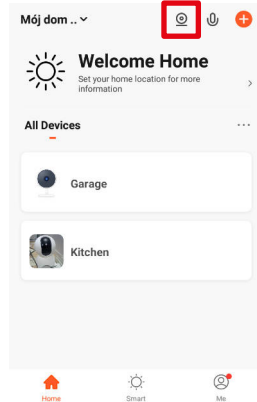 Mój dom ..
Welcome Home
Set your home location for more
information
All Devices
Garage
Kitchen
Home Smart Me